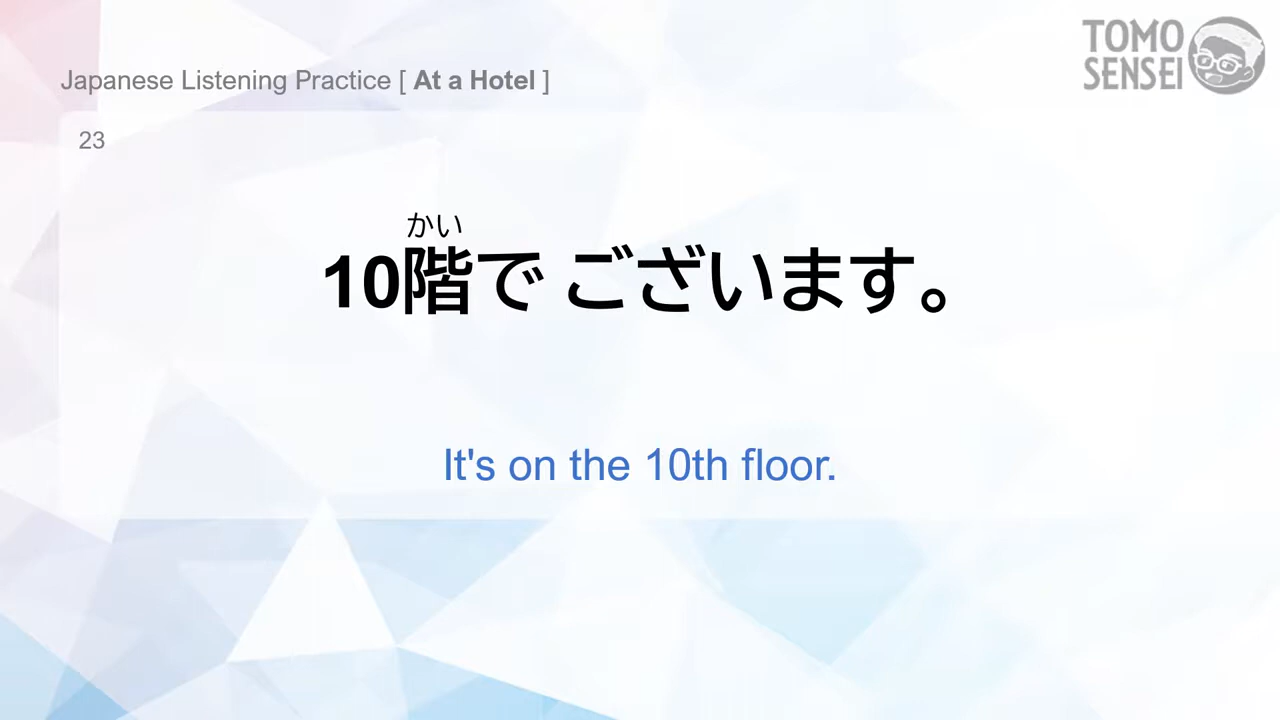 Japanese Listening Practice [ At a Hotel ]
TOMO
SENSEI
23
かい
10階で ございます。
It's on the 10th floor.